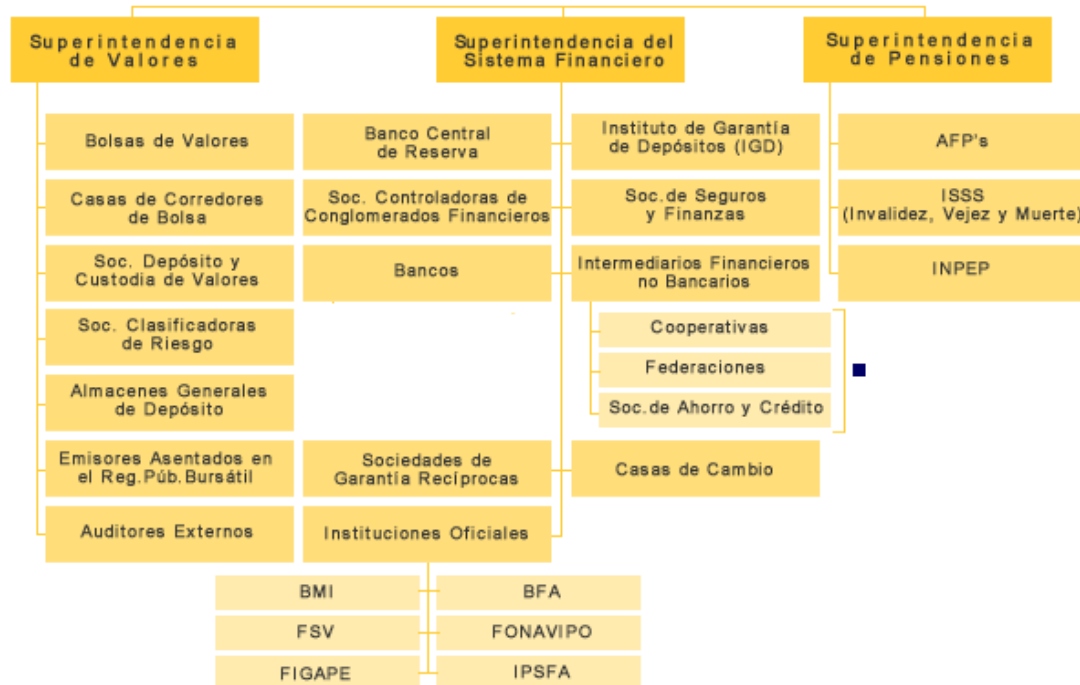 Superintendencia
de Valores
Superintendencia del
Sistema Financiero
Superintendencia
de Pensiones
Bolsas de Valores
Casas de Corredores
de Bolsa
Soc. Depósito y
Custodia de Valores
Soc. Clasificadoras
de Riesgo
Almacenes Generales
de Depósito
Emisores Asentados en
el Reg.Púb.Bursátil
Auditores Externos
Banco Central
de Reserva
Soc. Controladoras de
Conglomerados Financieros
Bancos
Sociedades de
Garantía Recíprocas
Instituciones Oficiales
Instituto de Garantía
de Depósitos (IGD)
Soc.de Seguros
y Finanzas
Intermediarios Financieros
no Bancarios
Cooperativas
Federaciones
Soc.de Ahorro y Crédito
Casas de Cambio
BMI
BFA
FSV
FONAVIPO
FIGAPE
IPSFA
AFP's
ISSS
(Invalidez, Vejez y Muerte)
INPEP